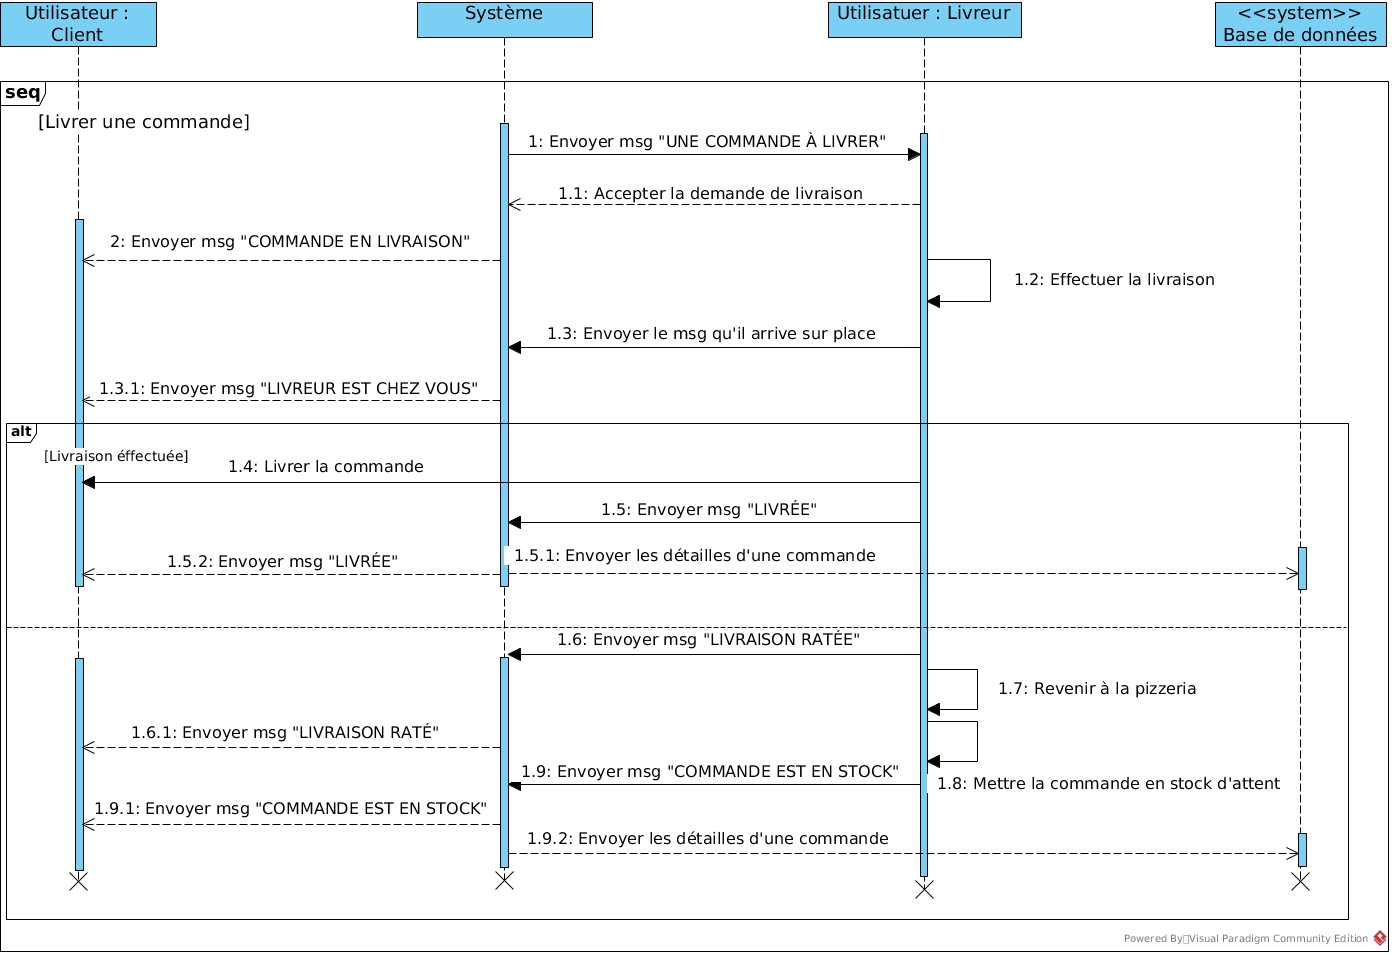 Utilisateur :
Client
Système
Utilisatuer : Livreur
<<system>>
Base de données
seq
[Livrer une commande]
1: Envoyer msg "UNE COMMANDE À LIVRER"
1.1: Accepter la demande de livraison
2: Envoyer msg "COMMANDE EN LIVRAISON"
1.2: Effectuer la livraison
1.3: Envoyer le msg qu'il arrive sur place
1.3.1: Envoyer msg "LIVREUR EST CHEZ VOUS"
alt
[Livraison éffectuée]
1.4: Livrer la commande
1.5: Envoyer msg "LIVRÉE"
1.5.2: Envoyer msg "LIVRÉE"
1.5.1: Envoyer les détailles d'une commande
1.6: Envoyer msg "LIVRAISON RATÉE"
1.7: Revenir à la pizzeria
1.6.1: Envoyer msg "LIVRAISON RATÉ"
1.9: Envoyer msg "COMMANDE EST EN STOCK"
1.8: Mettre la commande en stock d'attent
1.9.1: Envoyer msg "COMMANDE EST EN STOCK"
1.9.2: Envoyer les détailles d'une commande
Powered By Visual Paradigm Community Edition